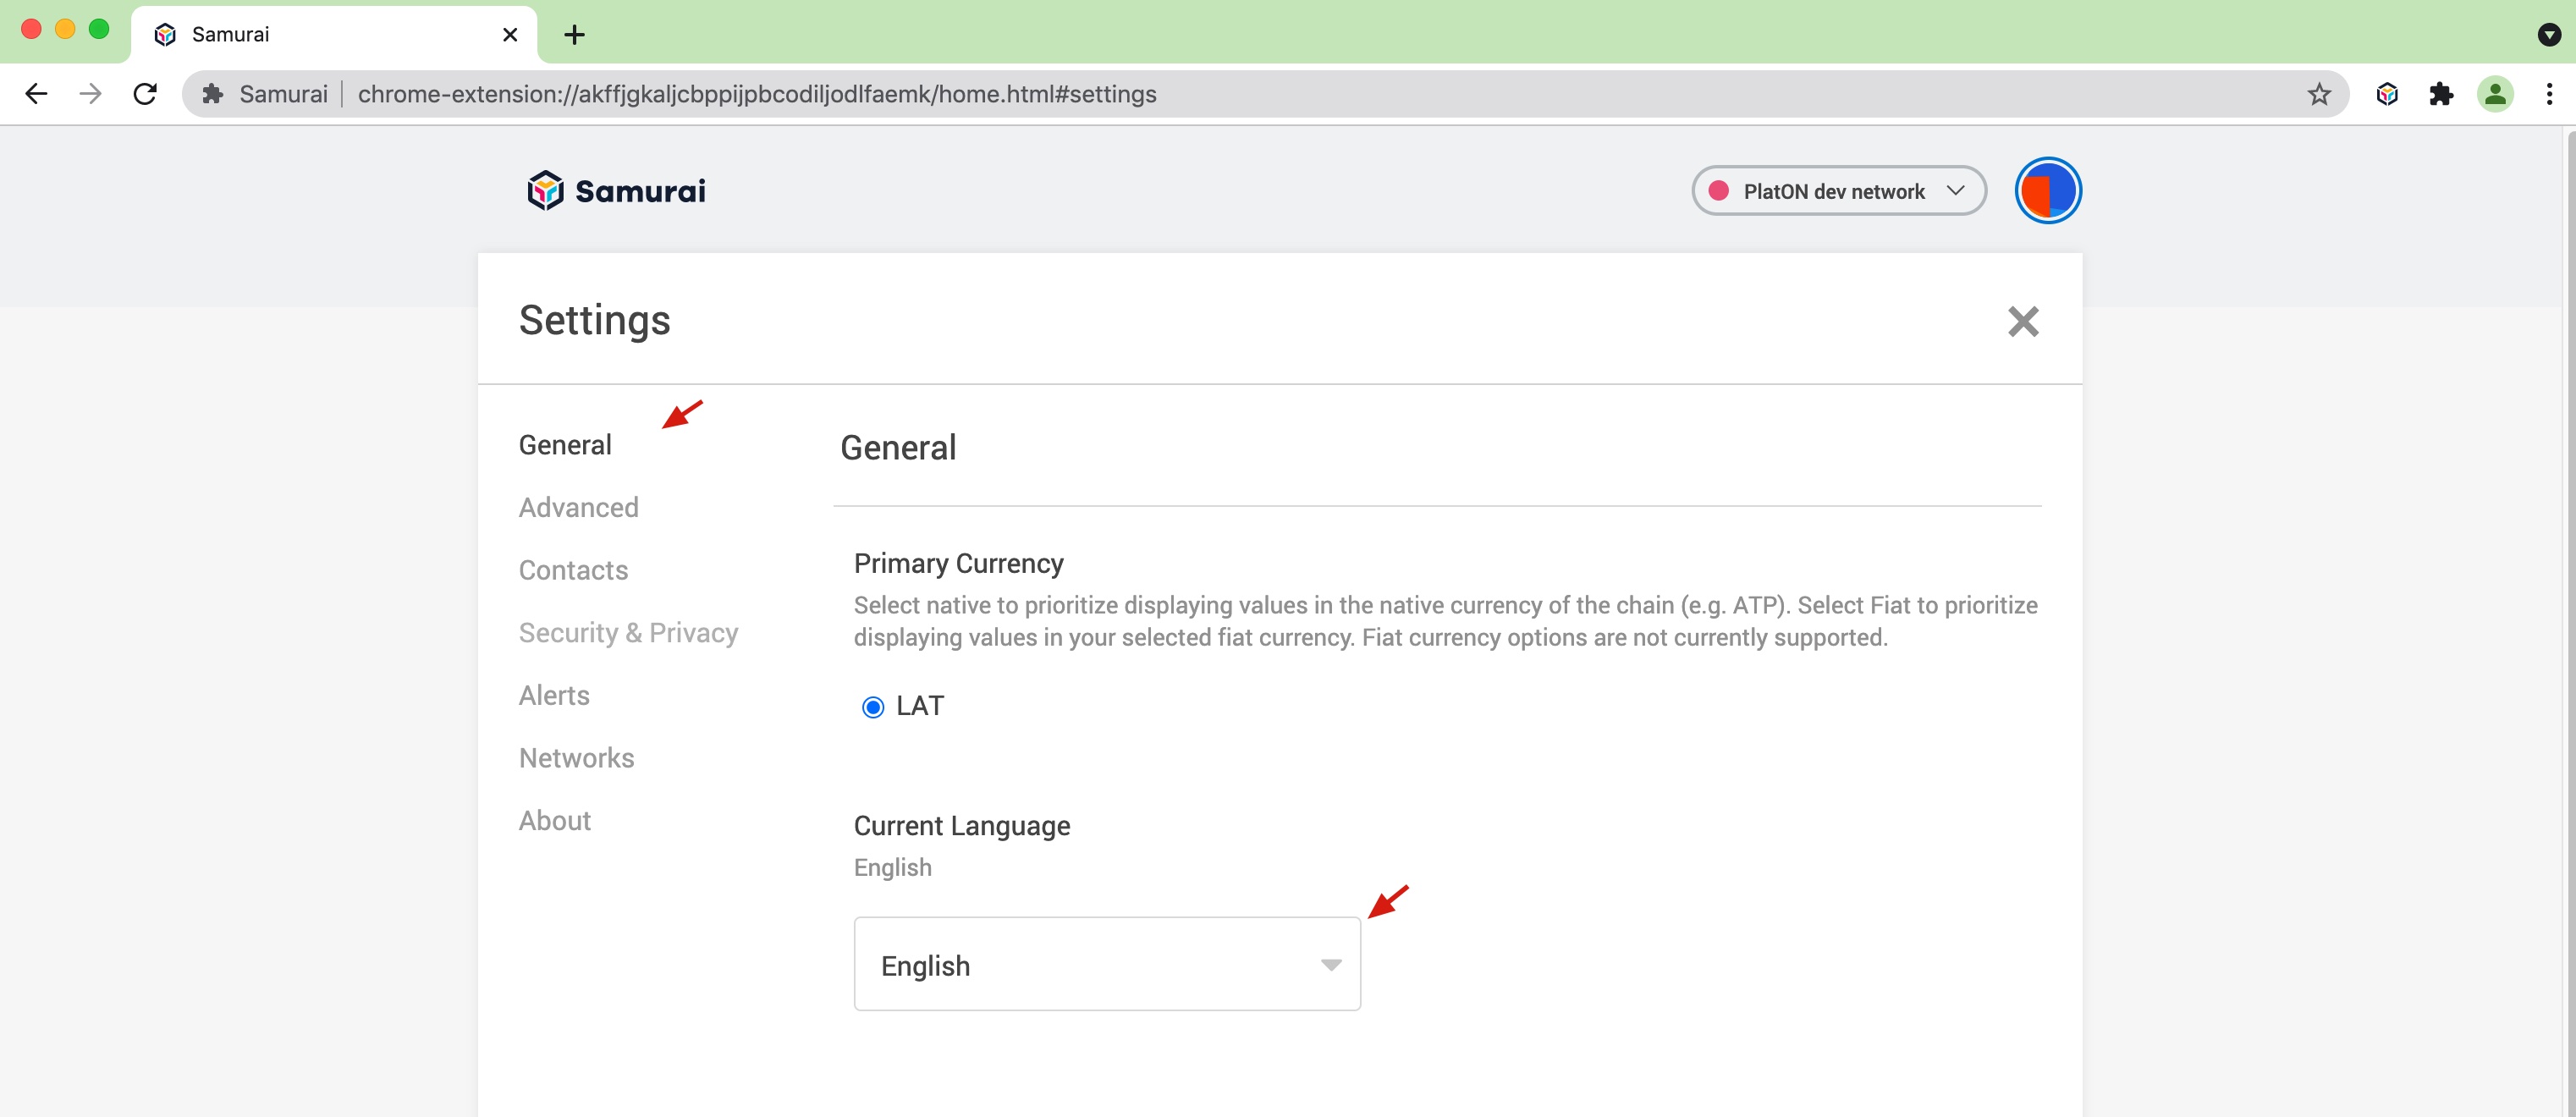 Samurai
Samurai | chrome-extension://akffjgkaljcbppijpbcodiljodlfaemk/home.html#settings
Samurai
PlatON dev network
Settings
General
Advanced
Contacts
Security & Privacy
Alerts
Networks
About
General
Primary Currency
Select native to prioritize displaying values in the native currency of the chain (e.g. ATP). Select Fiat to prioritize
displaying values in your selected fiat currency. Fiat currency options are not currently supported.
LAT
Current Language
English
English